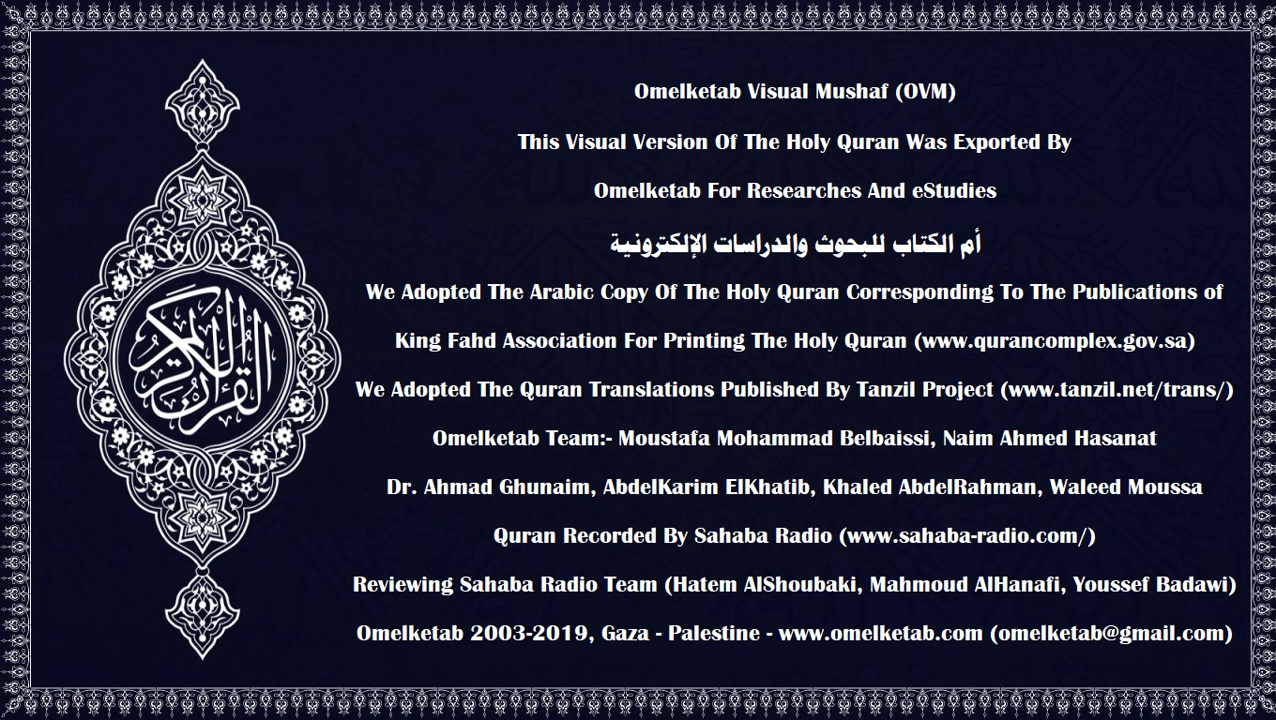 القرآن الكريم
Omelketab Visual Mushaf (OVM)
This Visual Version Of The Holy Quran Was Exported By
Omelketab For Researches And eStudies
أم الكتاب للبحوث والدراسات الإلكترونية
We Adopted The Arabic Copy Of The Holy Quran Corresponding To The Publications of
King Fahd Association For Printing The Holy Quran (www.qurancomplex.gov.sa)
We Adopted The Quran Translations Published By Tanzil Project (www.tanzil.net/trans/)
Omelketab Team:- Moustafa Mohammad Belbaissi, Naim Ahmed Hasanat
Dr. Ahmad Ghunaim, AbdelKarim ElKhatib, Khaled AbdelRahman, Waleed Moussa
Quran Recorded By Sahaba Radio (www.sahaba-radio.com/)
Reviewing Sahaba Radio Team (Hatem AlShoubaki, Mahmoud AlHanafi, Youssef Badawi)
Omelketab 2003-2019, Gaza - Palestine - www.omelketab.com (omelketab@gmail.com)